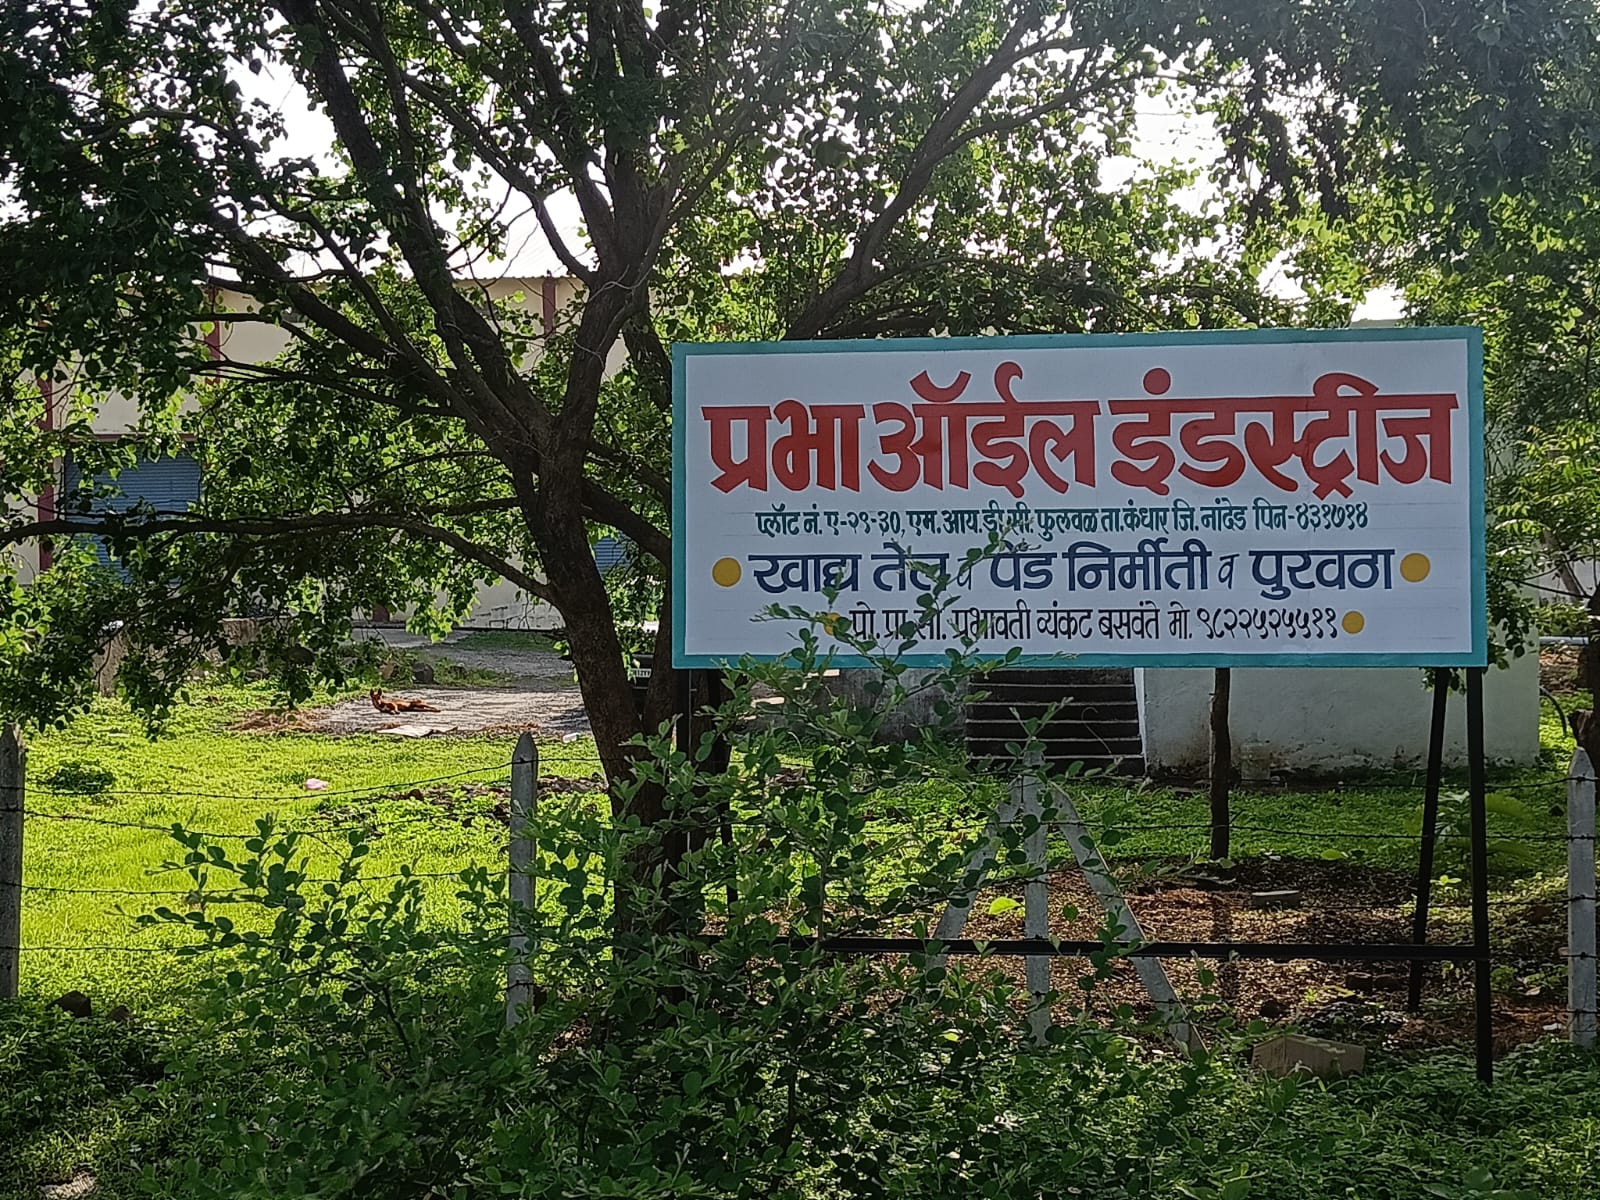 प्रभा ऑईल इंडस्ट्रीज
प्लॉट नं. ए-२९-३०, एम.आय.डी.सी. फुलवळ ता. कंधार जि. नांदेड पिन-४३१७१४
खाद्य तेल व पेंड निर्मीती व पुरवठा
प्रो. प्रा. सौ. प्रभावती व्यंकट बसवंते मो. ९८२२५२५५११